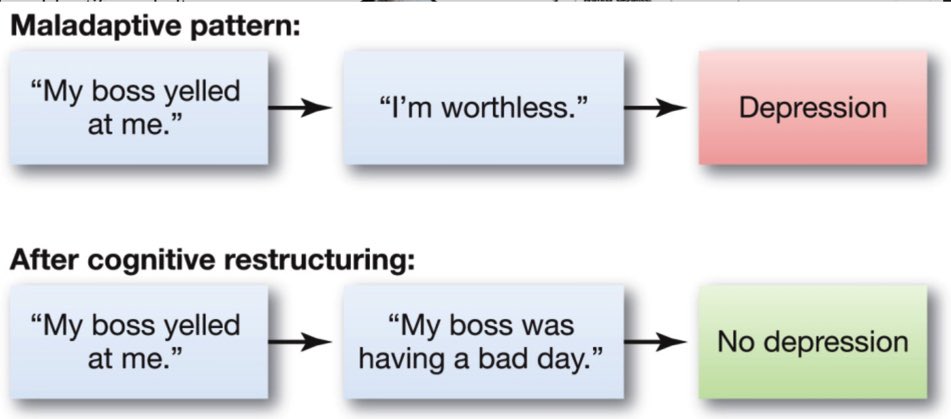 Maladaptive pattern:
“My boss yelled
at me.”
“I’m worthless.”
Depression
After cognitive restructuring:
“My boss yelled
at me.”
“My boss was
having a bad day.”
No depression